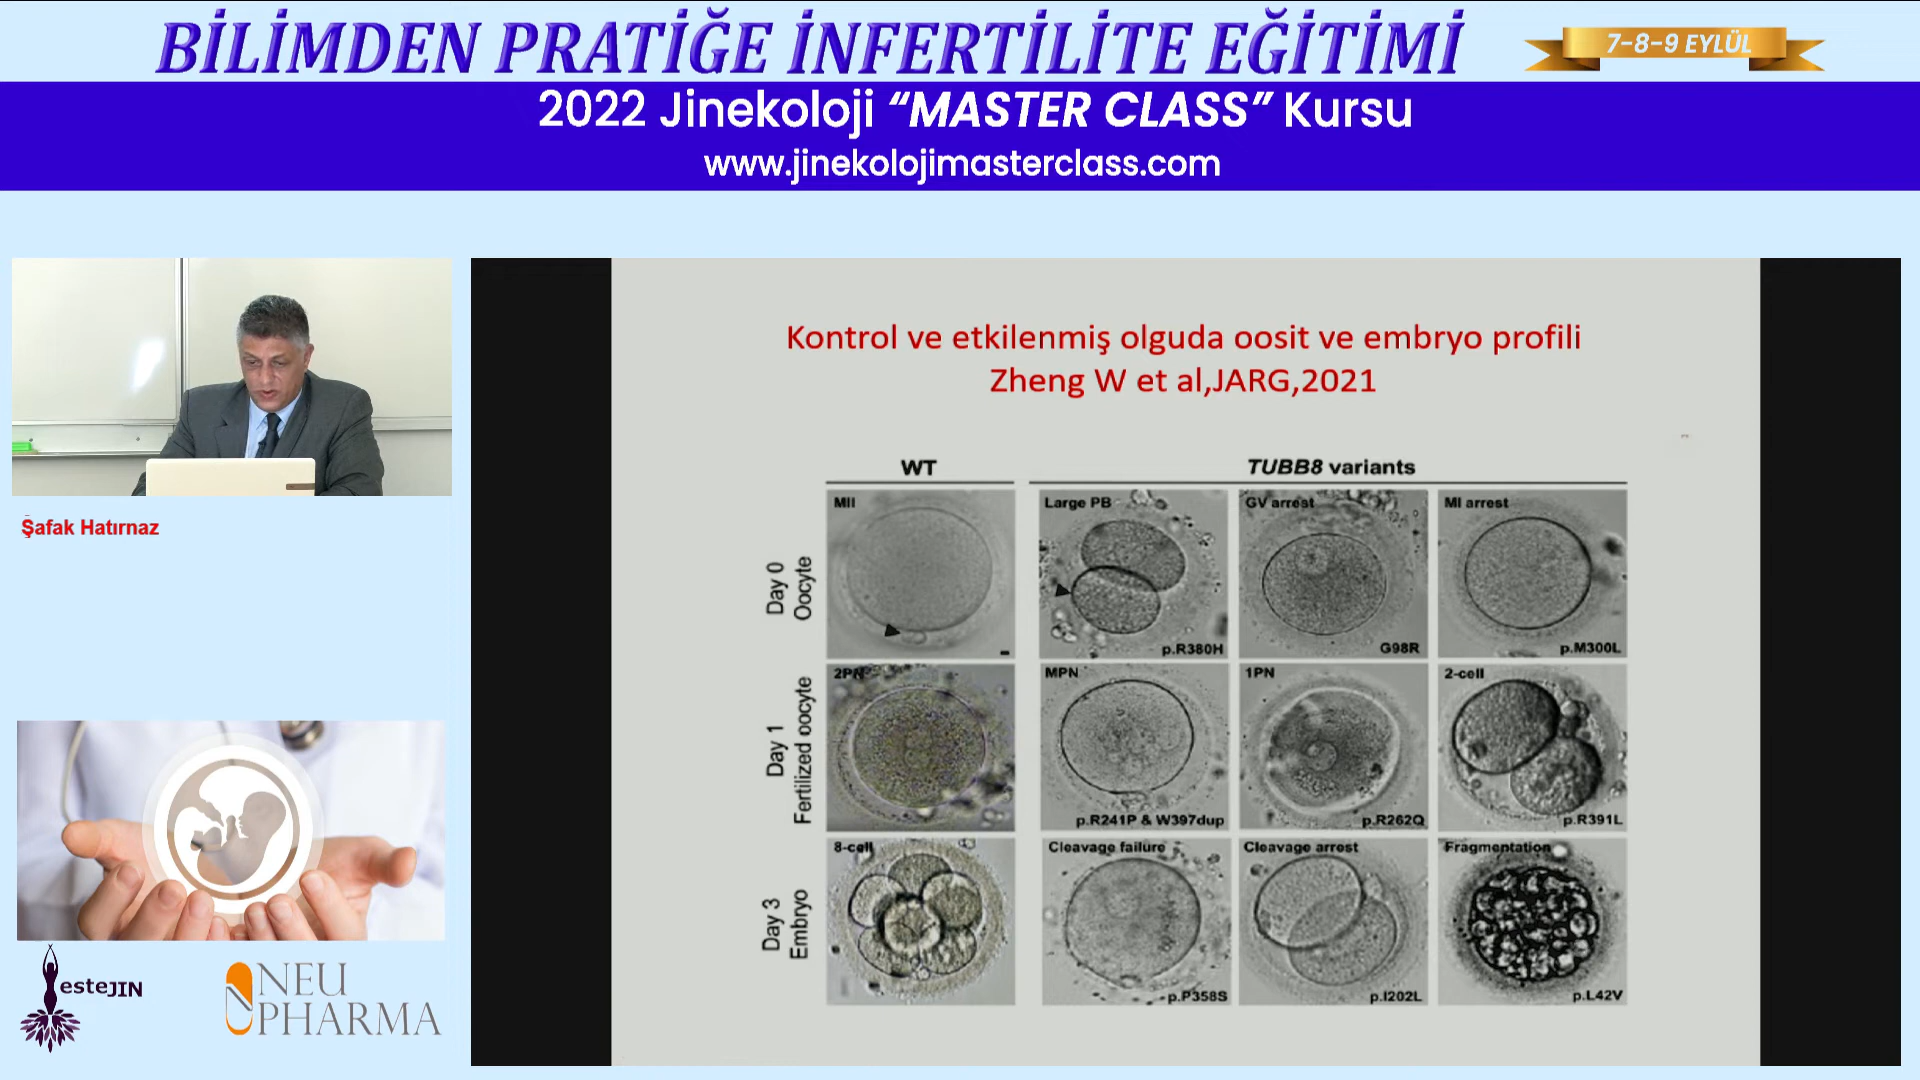 BİLİMDEN PRATİĞE İNFERTİLİTE EĞİTİMİ
7-8-9 EYLÜL
2022 Jinekoloji “MASTER CLASS” Kursu
www.jinekolojimasterclass.com
Şafak Hatırnaz
esteJIN
NEU
PHARMA
Kontrol ve etkilenmiş olguda oosit ve embryo profili
Zheng W et al,JARG,2021
WT
TUBB8 variants
Day 0
Oocyte
MII
Large PB
p.R380H
GV arrest
G98R
MI arrest
p.M300L
Day 1
Fertilized oocyte
2PN
MPN
p.R241P & W397dup
1PN
p.R262Q
2-cell
p.R391L
Day 3
Embryo
8-cell
Cleavage failure
p.P358S
Cleavage arrest
p.I202L
Fragmentation
p.L42V